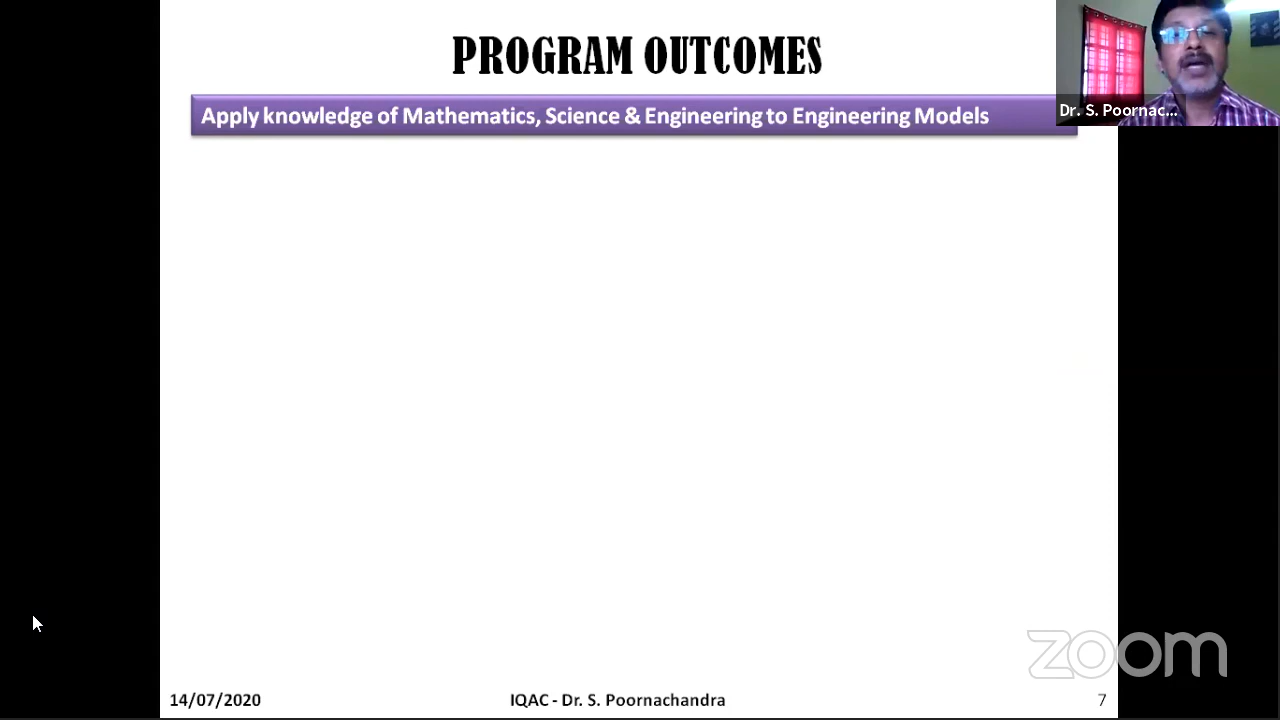 PROGRAM OUTCOMES
Apply knowledge of Mathematics, Science & Engineering to Engineering Models
Dr. S. Poornac...
zoom
14/07/2020
IQAC - Dr. S. Poornachandra
7